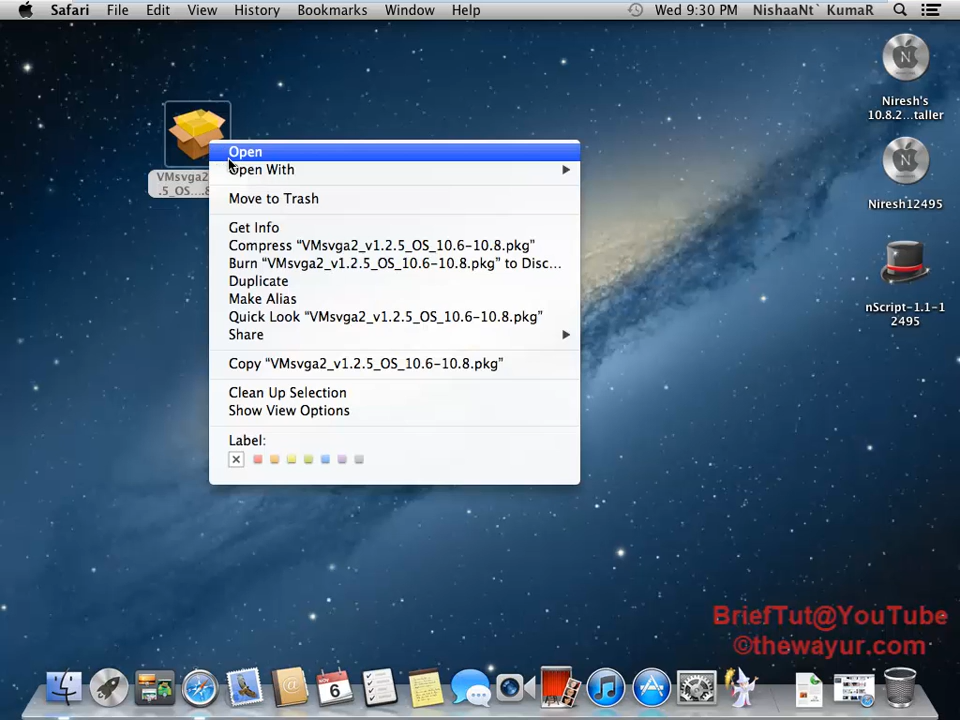 Safari File Edit View History Bookmarks Window Help Wed 9:30 PM NishaaNt` KumaR
Niresh's
10.8.2...taller
Niresh12495
nScript-1.1-1
2495
VMsvga2
.5_OS...
Open
Open With
Move to Trash
Get Info
Compress “VMsvga2_v1.2.5_OS_10.6-10.8.pkg”
Burn “VMsvga2_v1.2.5_OS_10.6-10.8.pkg” to Disc...
Duplicate
Make Alias
Quick Look “VMsvga2_v1.2.5_OS_10.6-10.8.pkg”
Share
Copy “VMsvga2_v1.2.5_OS_10.6-10.8.pkg”
Clean Up Selection
Show View Options
Label:
BriefTut@YouTube
©thewayur.com
NOV
6